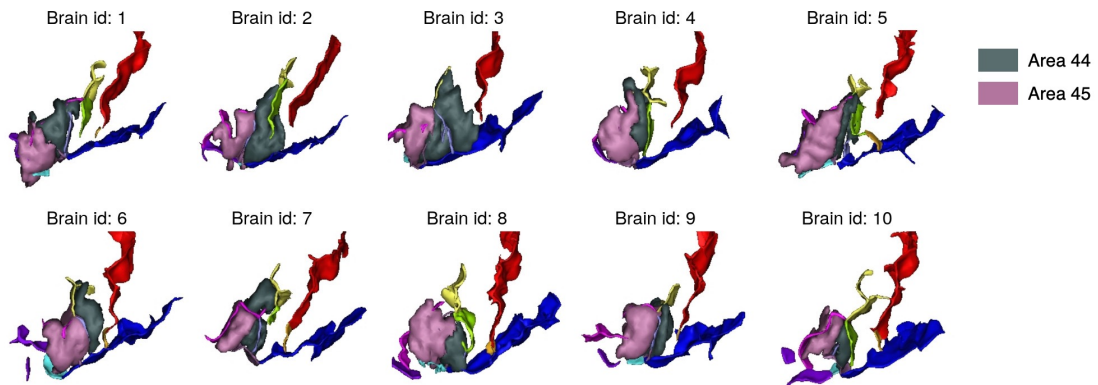 Brain id: 1
Brain id: 2
Brain id: 3
Brain id: 4
Brain id: 5
Area 44
Area 45
Brain id: 6
Brain id: 7
Brain id: 8
Brain id: 9
Brain id: 10